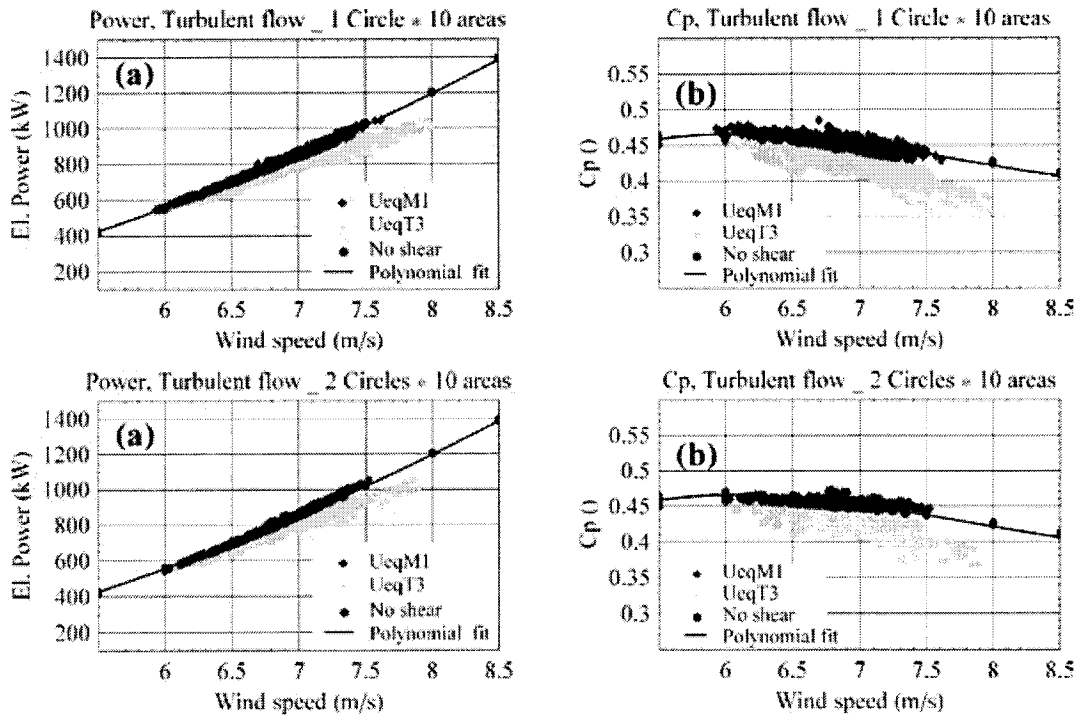 Power, Turbulent flow _ 1 Circle * 10 areas
1400
1200
1000
800
600
400
200
El. Power (kW)
(a)
UeqM1
UeqT3
No shear
Polynomial fit
6 6.5 7 7.5 8 8.5
Wind speed (m/s)
Cp, Turbulent flow _ 1 Circle * 10 areas
0.55
0.5
0.45
0.4
0.35
0.3
Cp ()
(b)
UeqM1
UeqT3
No shear
Polynomial fit
6 6.5 7 7.5 8 8.5
Wind speed (m/s)
Power, Turbulent flow _ 2 Circles * 10 areas
1400
1200
1000
800
600
400
200
El. Power (kW)
(a)
UeqM1
UeqT3
No shear
Polynomial fit
6 6.5 7 7.5 8 8.5
Wind speed (m/s)
Cp, Turbulent flow _ 2 Circles * 10 areas
0.55
0.5
0.45
0.4
0.35
0.3
Cp ()
(b)
UeqM1
UeqT3
No shear
Polynomial fit
6 6.5 7 7.5 8 8.5
Wind speed (m/s)